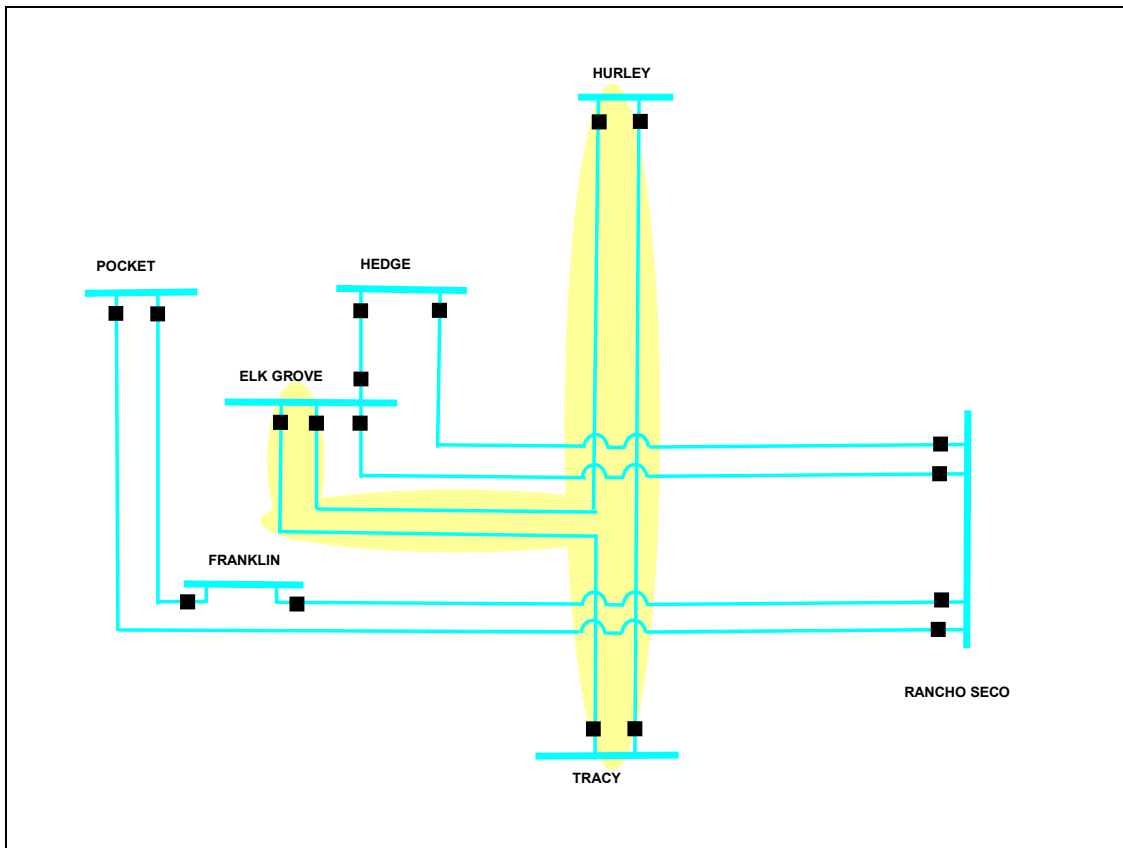 HURLEY
POCKET
HEDGE
ELK GROVE
FRANKLIN
RANCHO SECO
TRACY